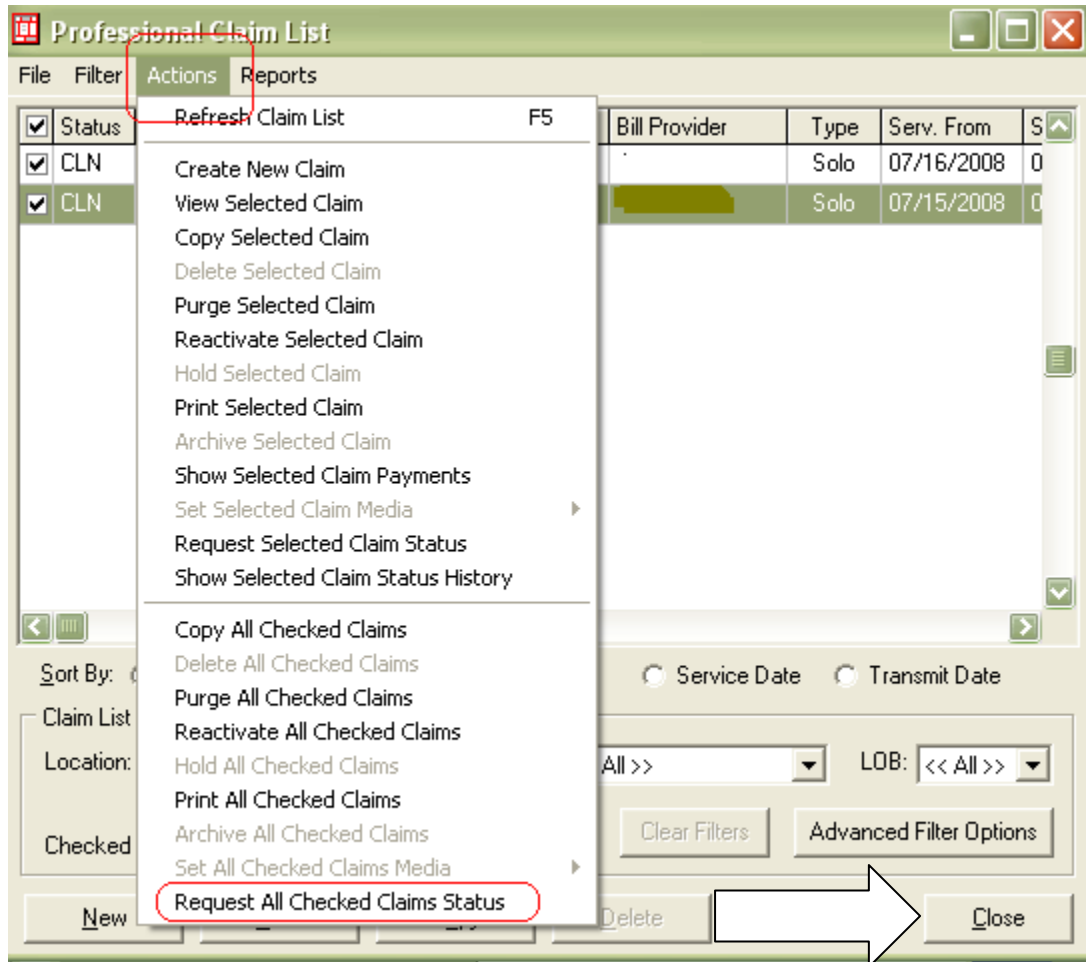 Professional Claim List
File Filter Actions Reports
Status Bill Provider Type Serv. From S
CLN Solo 07/16/2008 0
CLN Solo 07/15/2008 0
Refresh Claim List F5
Create New Claim
View Selected Claim
Copy Selected Claim
Delete Selected Claim
Purge Selected Claim
Reactivate Selected Claim
Hold Selected Claim
Print Selected Claim
Archive Selected Claim
Show Selected Claim Payments
Set Selected Claim Media
Request Selected Claim Status
Show Selected Claim Status History
Copy All Checked Claims
Delete All Checked Claims
Purge All Checked Claims
Reactivate All Checked Claims
Hold All Checked Claims
Print All Checked Claims
Archive All Checked Claims
Set All Checked Claims Media
Request All Checked Claims Status
Sort By: Service Date Transmit Date
Claim List
Location: All >> LOB: << All >>
Checked Clear Filters Advanced Filter Options
New Delete Close